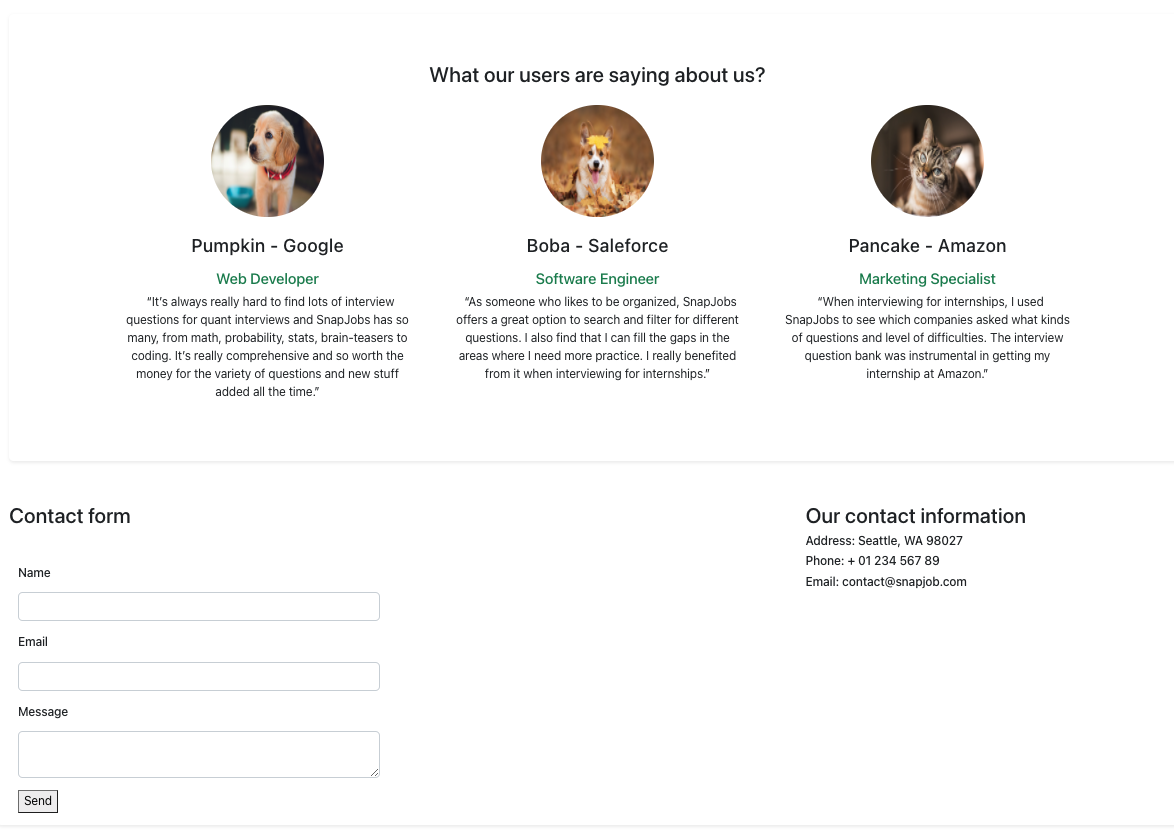 What our users are saying about us?
Pumpkin - Google
Web Developer
“It’s always really hard to find lots of interview
questions for quant interviews and SnapJobs has so
many, from math, probability, stats, brain-teasers to
coding. It’s really comprehensive and so worth the
money for the variety of questions and new stuff
added all the time.”
Boba - Saleforce
Software Engineer
“As someone who likes to be organized, SnapJobs
offers a great option to search and filter for different
questions. I also find that I can fill the gaps in the
areas where I need more practice. I really benefited
from it when interviewing for internships.”
Pancake - Amazon
Marketing Specialist
“When interviewing for internships, I used
SnapJobs to see which companies asked what kinds
of questions and level of difficulties. The interview
question bank was instrumental in getting my
internship at Amazon.”
Contact form
Name
Email
Message
Send
Our contact information
Address: Seattle, WA 98027
Phone: + 01 234 567 89
Email: contact@snapjob.com